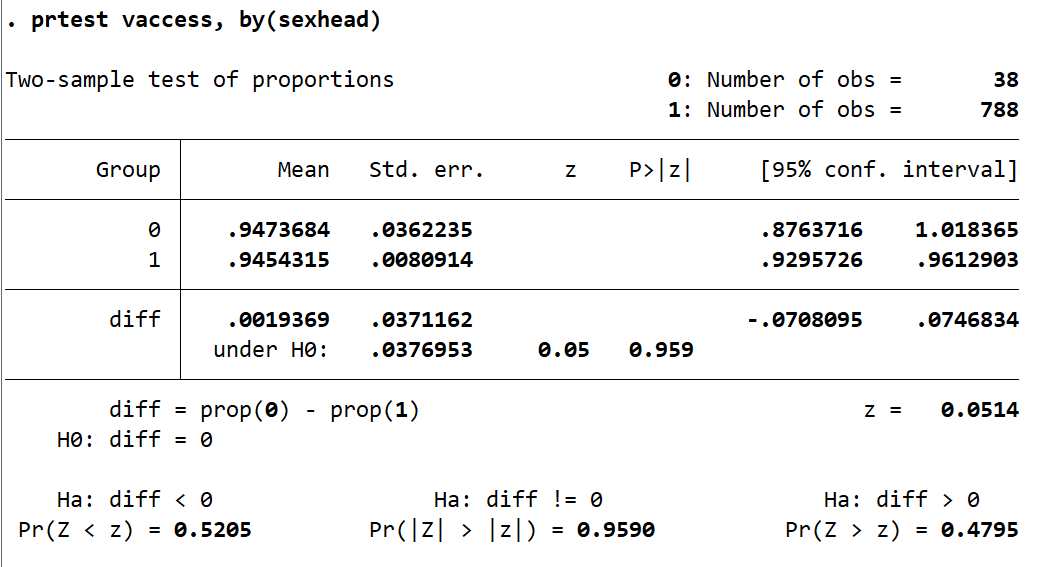 . prtest vaccess, by(sexhead)
Two-sample test of proportions 0: Number of obs = 38
1: Number of obs = 788
Group Mean Std. err. z P>|z| [95% conf. interval]
0 .9473684 .0362235 .8763716 1.018365
1 .9454315 .0080914 .9295726 .9612903
diff .0019369 .0371162 -.0708095 .0746834
under H0: .0376953 0.05 0.959
diff = prop(0) - prop(1) z = 0.0514
H0: diff = 0
Ha: diff < 0 Ha: diff != 0 Ha: diff > 0
Pr(Z < z) = 0.5205 Pr(|Z| > |z|) = 0.9590 Pr(Z > z) = 0.4795